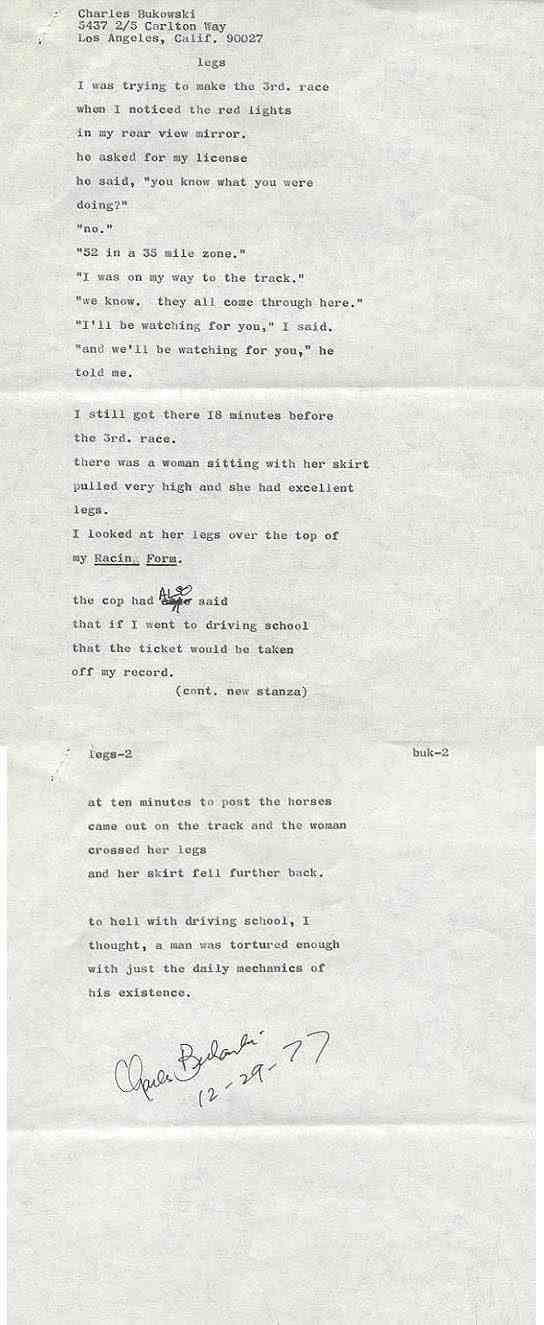 Charles Bukowski
5437 2/5 Carlton Way
Los Angeles, Calif. 90027
legs
I was trying to make the 3rd. race
when I noticed the red lights
in my rear view mirror.
he asked for my license
he said, "you know what you were
doing?"
"no."
"52 in a 35 mile zone."
"I was on my way to the track."
"we know.  they all come through here."
"I'll be watching for you," I said.
"and we'll be watching for you," he
told me.
I still got there 18 minutes before
the 3rd. race.
there was a woman sitting with her skirt
pulled very high and she had excellent
legs.
I looked at her legs over the top of
my Racing Form.
the cop had ALSO said
that if I went to driving school
that the ticket would be taken
off my record.
(cont. new stanza)
legs-2 buk-2
at ten minutes to post the horses
came out on the track and the woman
crossed her legs
and her skirt fell further back.
to hell with driving school, I
thought, a man was tortured enough
with just the daily mechanics of
his existence.
Charles Bukowski
12-29-77